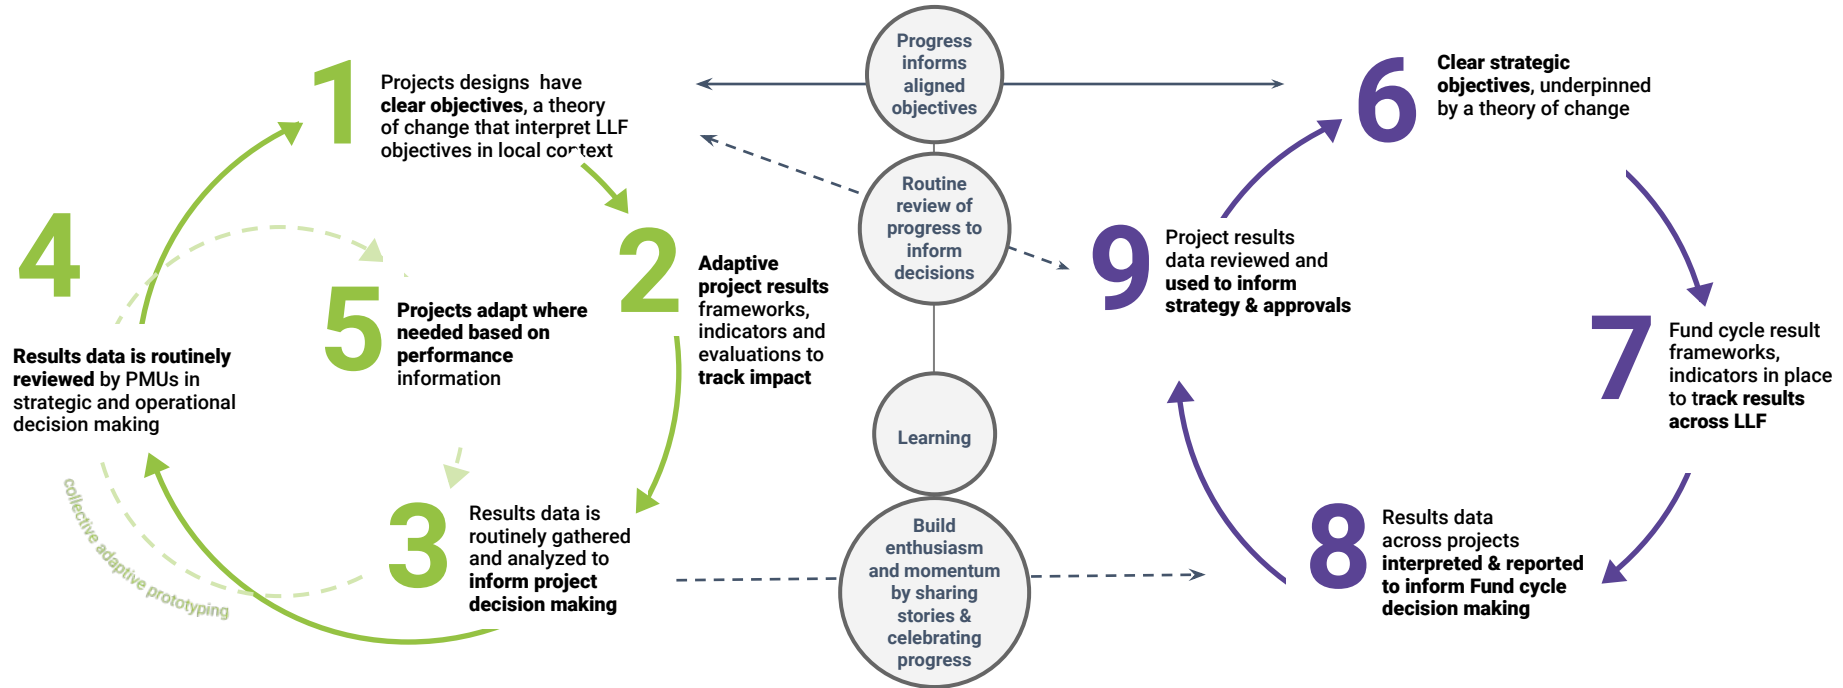 1
Projects designs have
clear objectives, a theory
of change that interpret LLF
objectives in local context
2
Adaptive
project results
frameworks,
indicators and
evaluations to
track impact
3
Results data is
routinely gathered
and analyzed to
inform project
decision making
4
Results data is routinely
reviewed by PMUs in
strategic and operational
decision making
5
Projects adapt where
needed based on
performance
information
collective adaptive prototyping
Progress
informs
aligned
objectives
Routine
review of
progress to
inform
decisions
Learning
Build
enthusiasm
and momentum
by sharing
stories &
celebrating
progress
6
Clear strategic
objectives, underpinned
by a theory of change
7
Fund cycle result
frameworks,
indicators in place
to track results
across LLF
8
Results data
across projects
interpreted & reported
to inform Fund cycle
decision making
9
Project results
data reviewed and
used to inform
strategy & approvals